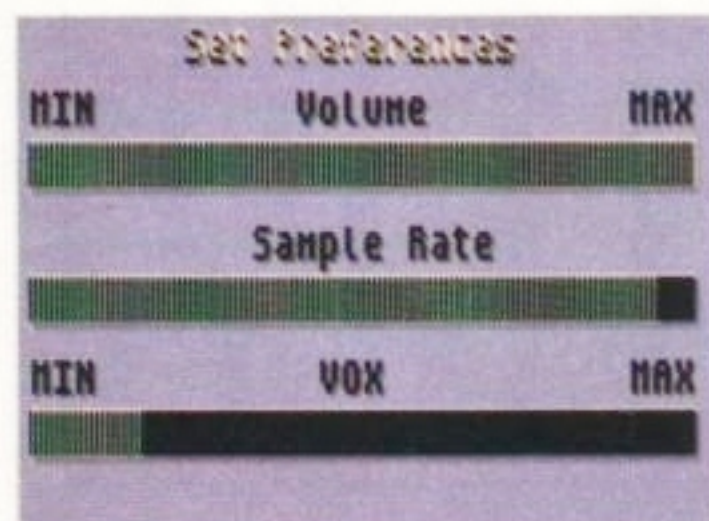 Set Preferences
MIN Volume MAX
Sample Rate
MIN VOX MAX